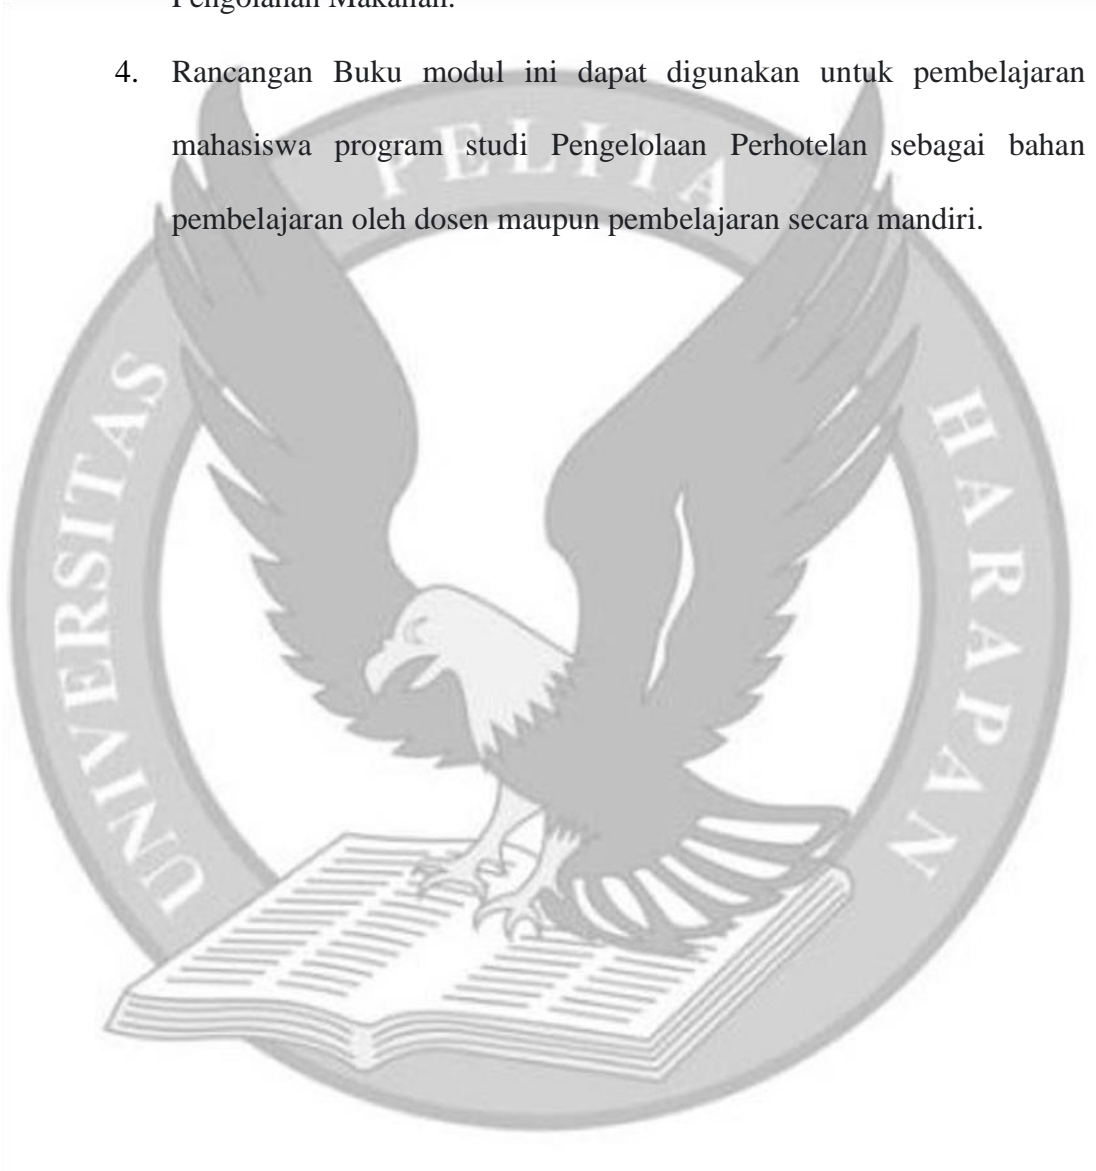 Pengolahan Makanan.
4. Rancangan Buku modul ini dapat digunakan untuk pembelajaran
mahasiswa program studi Pengelolaan Perhotelan sebagai bahan
pembelajaran oleh dosen maupun pembelajaran secara mandiri.
UNIVERSITAS PELITA HARAPAN